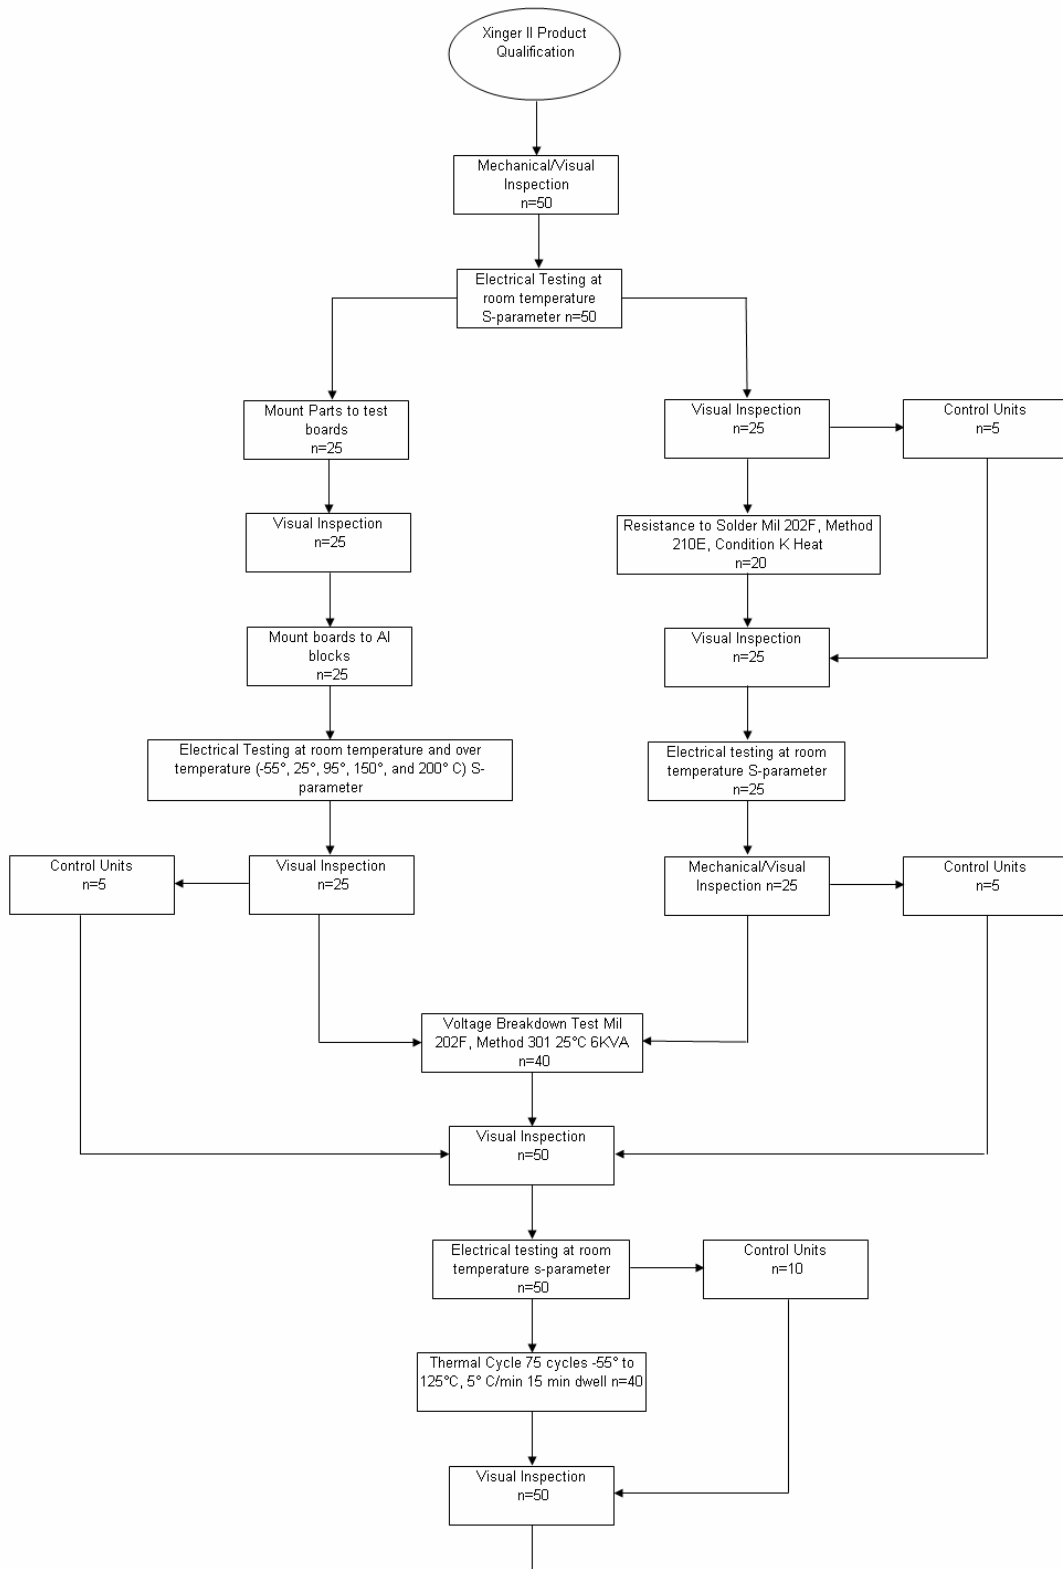 Xinger II Product
Qualification
Mechanical/Visual
Inspection
n=50
Electrical Testing at
room temperature
S-parameter n=50
Mount Parts to test
boards
n=25
Visual Inspection
n=25
Control Units
n=5
Visual Inspection
n=25
Resistance to Solder Mil 202F, Method
210E, Condition K Heat
n=20
Mount boards to Al
blocks
n=25
Visual Inspection
n=25
Electrical Testing at room temperature and over
temperature (-55°, 25°, 95°, 150°, and 200° C) S-
parameter
Electrical testing at room
temperature S-parameter
n=25
Control Units
n=5
Visual Inspection
n=25
Mechanical/Visual
Inspection n=25
Control Units
n=5
Voltage Breakdown Test Mil
202F, Method 301 25°C 6KVA
n=40
Visual Inspection
n=50
Electrical testing at room
temperature s-parameter
n=50
Control Units
n=10
Thermal Cycle 75 cycles -55° to
125°C, 5° C/min 15 min dwell n=40
Visual Inspection
n=50